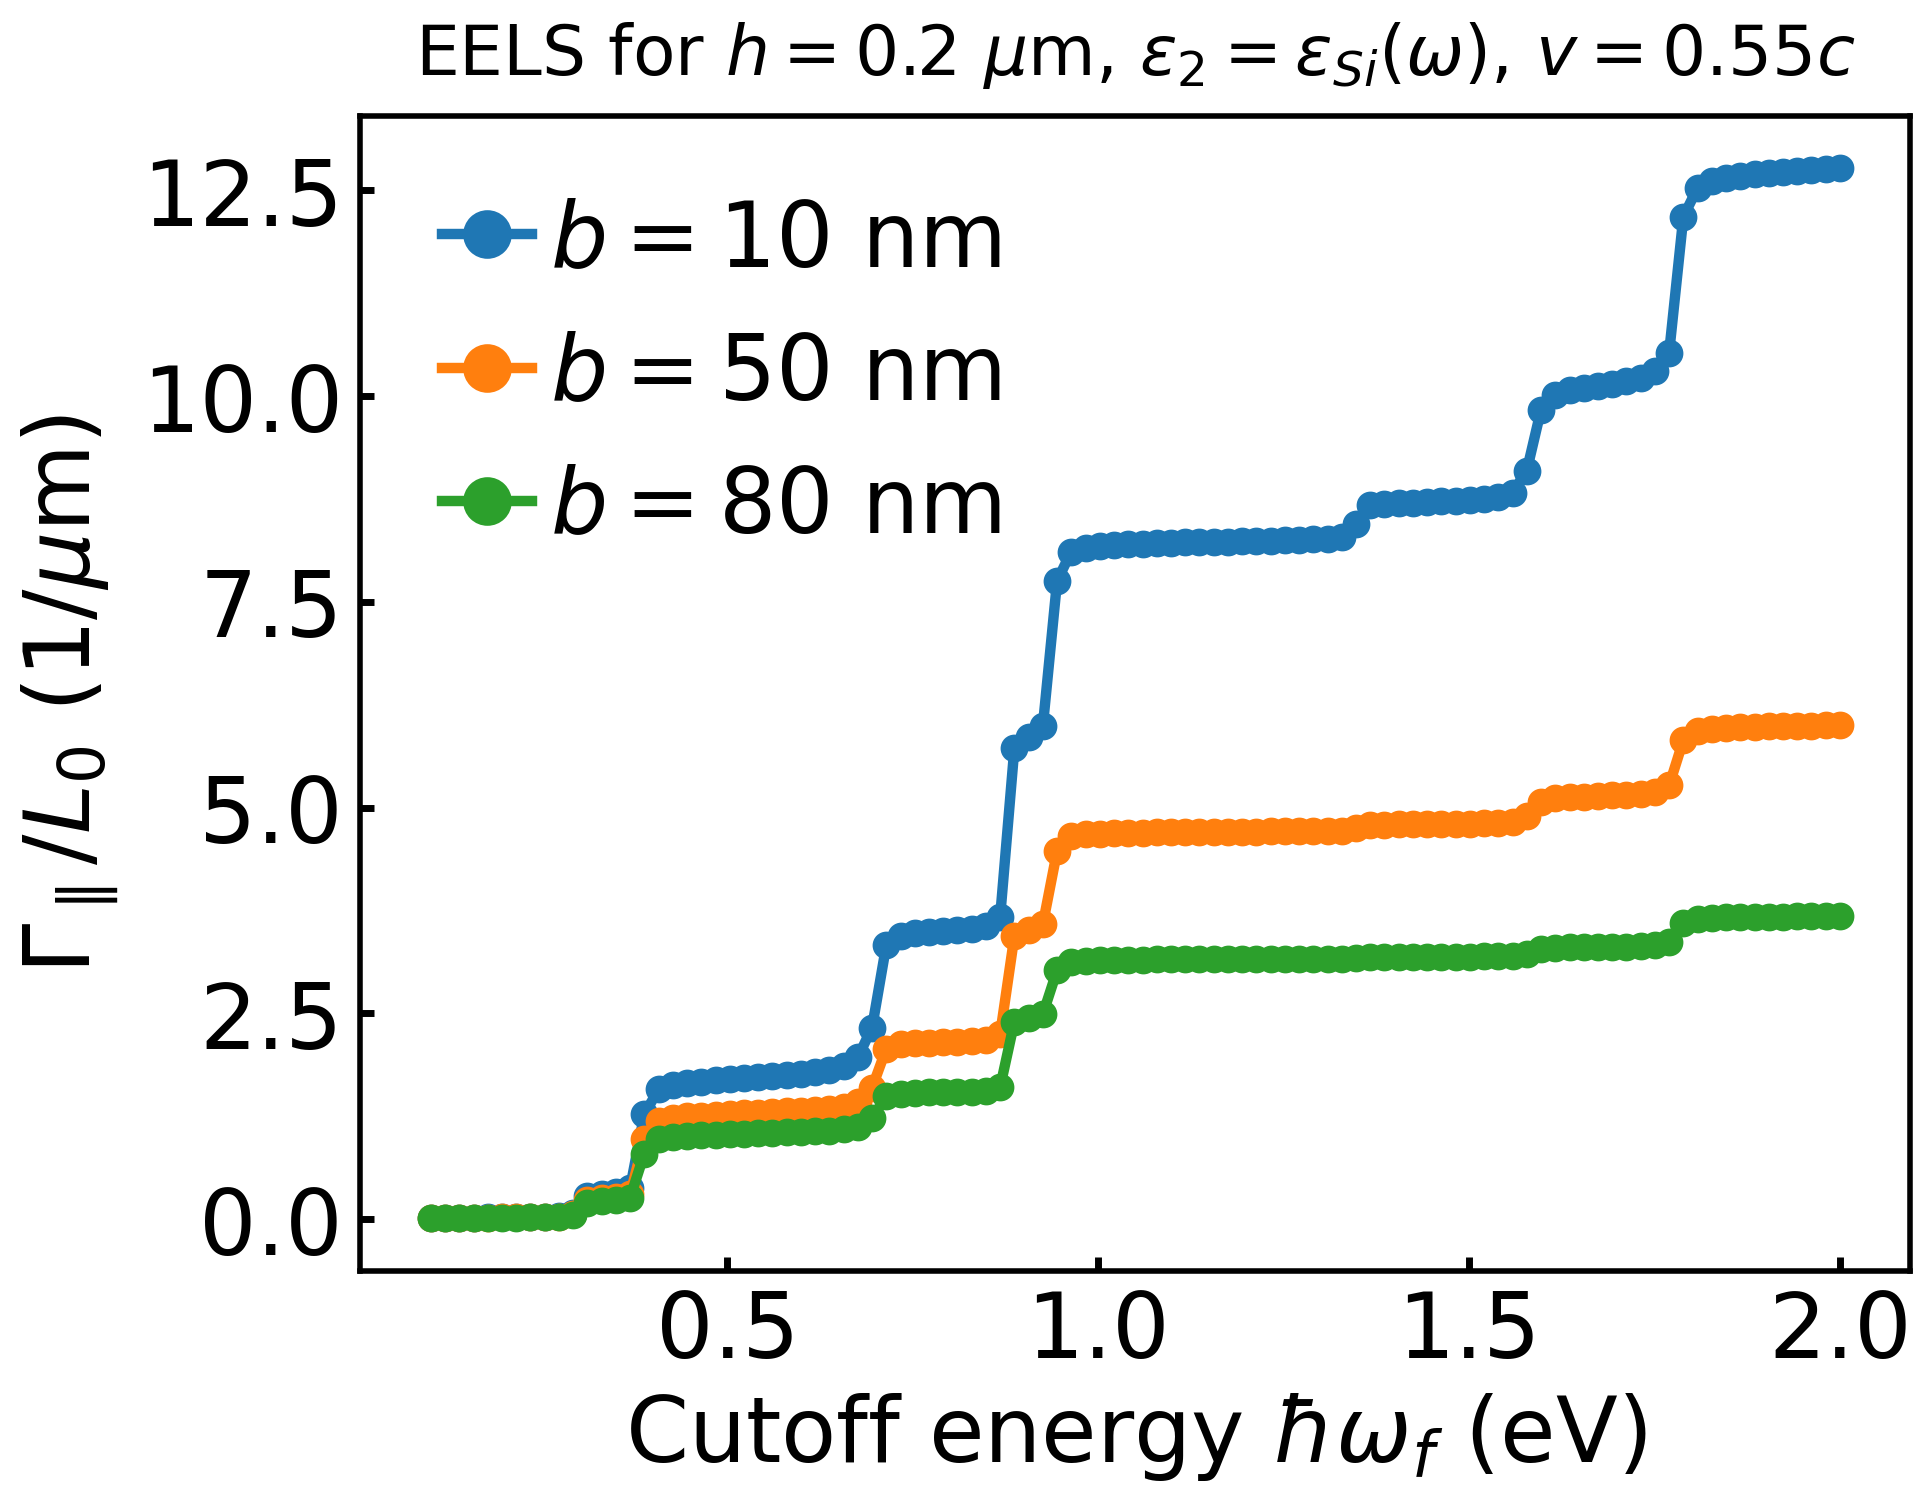 EELS for h = 0.2 μm, ε₂ = ε_Si(ω), v = 0.55c
12.5
10.0
7.5
5.0
2.5
0.0
Γ∥/L₀ (1/μm)
b = 10 nm
b = 50 nm
b = 80 nm
0.5 1.0 1.5 2.0
Cutoff energy ħω_f (eV)